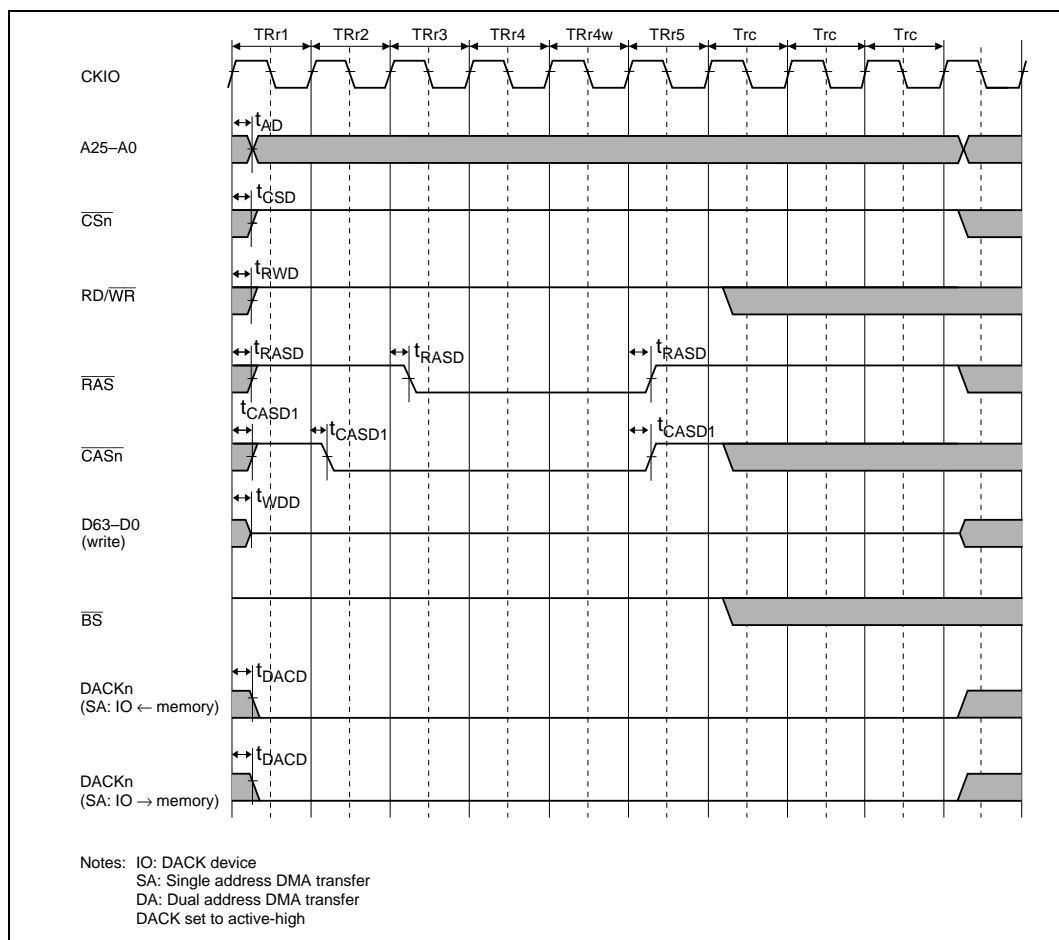 TRr1 TRr2 TRr3 TRr4 TRr4w TRr5 Trc Trc Trc
CKIO
tAD
A25–A0
tCSD
CSn
tRWD
RD/WR
tRASD tRASD tRASD
RAS
tCASD1 tCASD1 tCASD1
CASn
tWDD
D63–D0
(write)
BS
tDACD
DACKn
(SA: IO ← memory)
tDACD
DACKn
(SA: IO → memory)
Notes: IO: DACK device
SA: Single address DMA transfer
DA: Dual address DMA transfer
DACK set to active-high